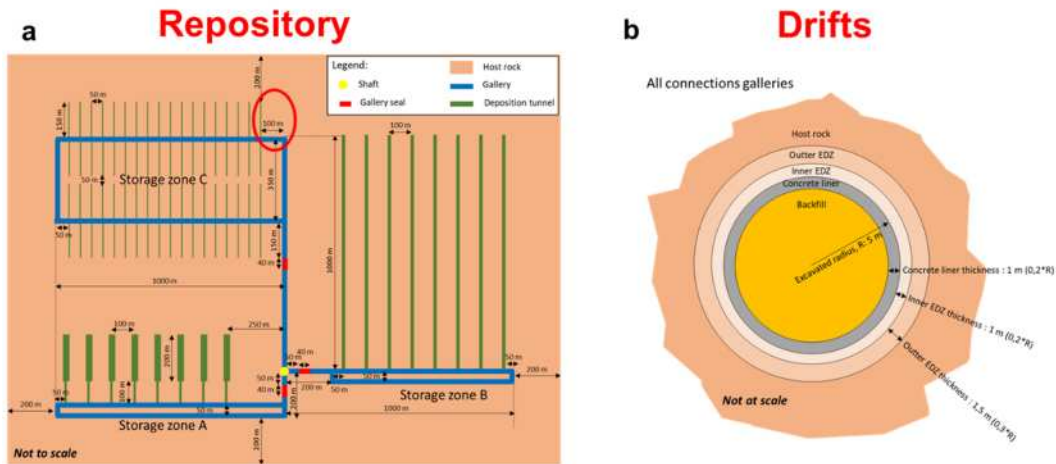 Repository
Drifts
a
b
Legend:
Shaft
Gallery seal
Host rock
Gallery
Deposition tunnel
200 m
50 m
150 m
100 m
100 m
Storage zone C
50 m
350 m
50 m
150 m
40 m
1000 m
1000 m
100 m
250 m
200 m
50 m
100 m
200 m
50 m
Storage zone A
Not to scale
200 m
50 m
40 m
50 m
40 m
200 m
200 m
50 m
50 m
200 m
Storage zone B
1000 m
All connections galleries
Host rock
Outter EDZ
Inner EDZ
Concrete liner
Backfill
Excavated radius, R: 5 m
Concrete liner thickness : 1 m (0,2*R)
Inner EDZ thickness : 1 m (0,2*R)
Outter EDZ thickness : 1,5 m (0,3*R)
Not at scale